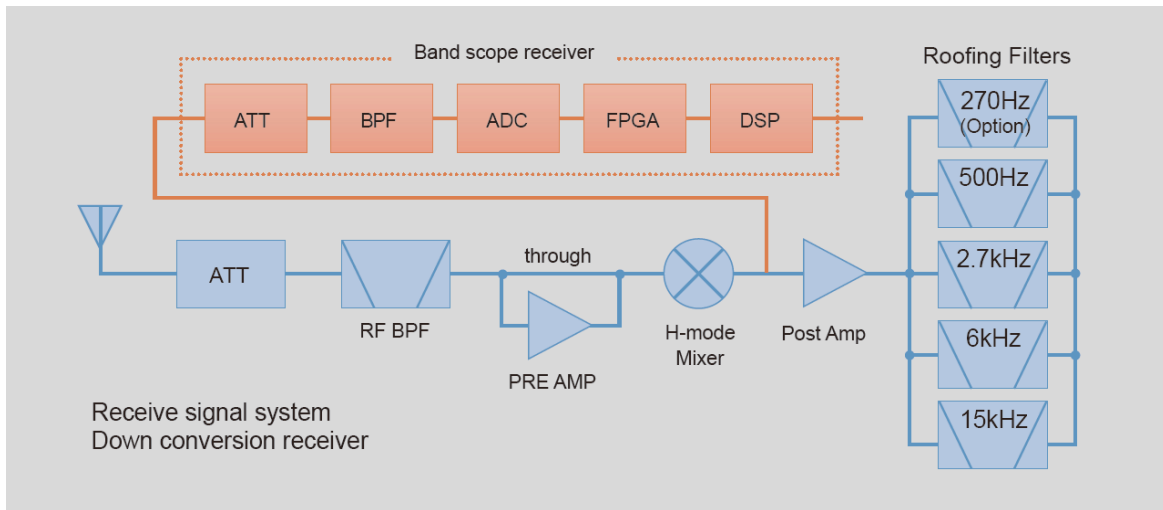 Band scope receiver
Roofing Filters
ATT
BPF
ADC
FPGA
DSP
270Hz
(Option)
500Hz
2.7kHz
6kHz
15kHz
ATT
RF BPF
through
PRE AMP
H-mode
Mixer
Post Amp
Receive signal system
Down conversion receiver